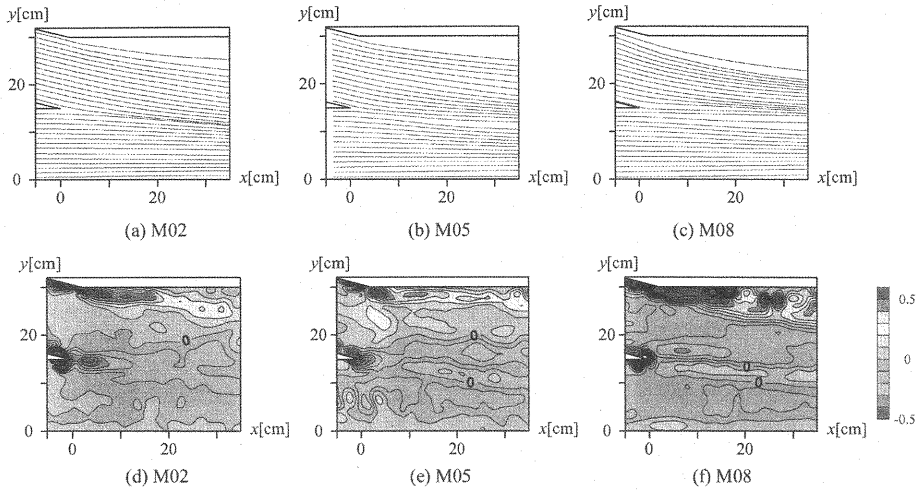 y[cm] y[cm] y[cm]
20 20 20
0 0 0
x[cm] x[cm] x[cm]
0 20 0 20 0 20
(a) M02 (b) M05 (c) M08
y[cm] y[cm] y[cm]
0.5
20 0 20 0 20
0 0 0 0
-0.5
0 0 0
x[cm] x[cm] x[cm]
0 20 0 20 0 20
(d) M02 (e) M05 (f) M08